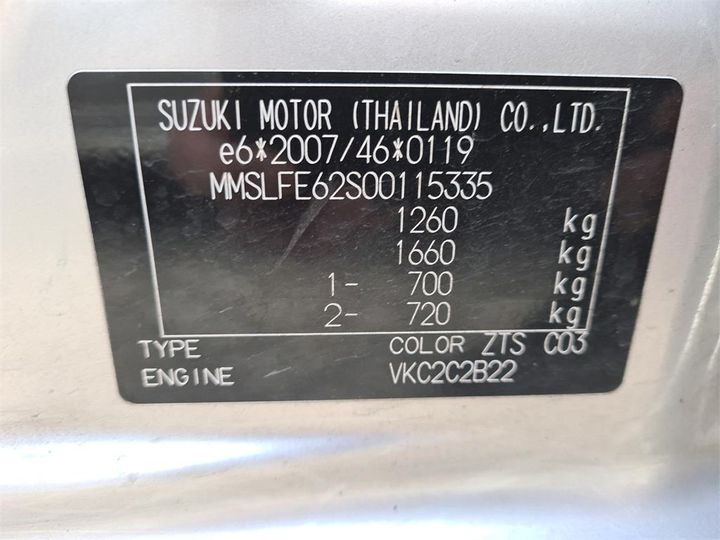 SUZUKI MOTOR (THAILAND) CO.,LTD.
e6*2007/46*0119
MMSLFE62S00115335
1260 kg
1660 kg
1- 700 kg
2- 720 kg
TYPE COLOR ZTS C03
ENGINE VKC2C2B22